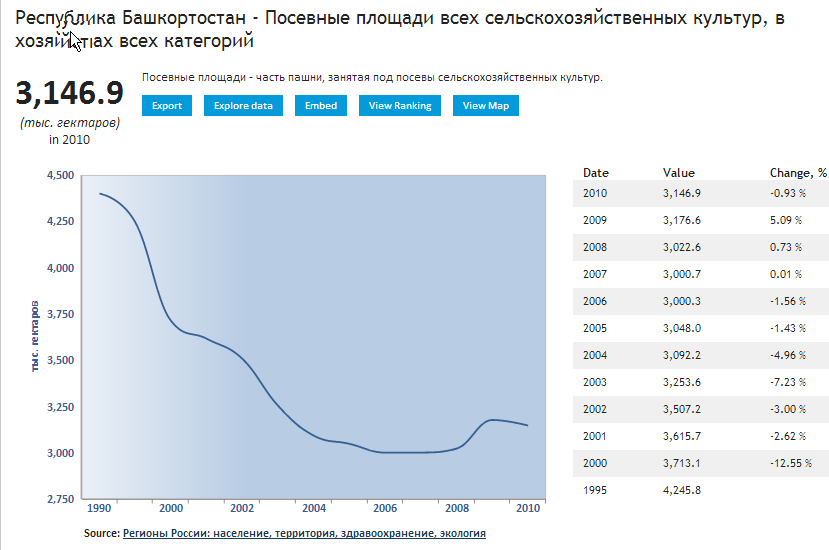 Республика Башкортостан - Посевные площади всех сельскохозяйственных культур, в
всех категорий
3,146.9
(тыс. гектаров)
in 2010
Посевные площади - часть пашни, занятая под посевы сельскохозяйственных культур.
Export Explore data Embed View Ranking View Map
4,500
4,250
4,000
3,750
3,500
3,250
3,000
2,750
тыс. гектаров
1990 2000 2002 2004 2006 2008 2010
Date Value Change, %
2010 3,146.9 -0.93 %
2009 3,176.6 5.09 %
2008 3,022.6 0.73 %
2007 3,000.7 0.01 %
2006 3,000.3 -1.56 %
2005 3,048.0 -1.43 %
2004 3,092.2 -4.96 %
2003 3,253.6 -7.23 %
2002 3,507.2 -3.00 %
2001 3,615.7 -2.62 %
2000 3,713.1 -12.55 %
1995 4,245.8
Source: Регионы России: население, территория, здравоохранение, экология